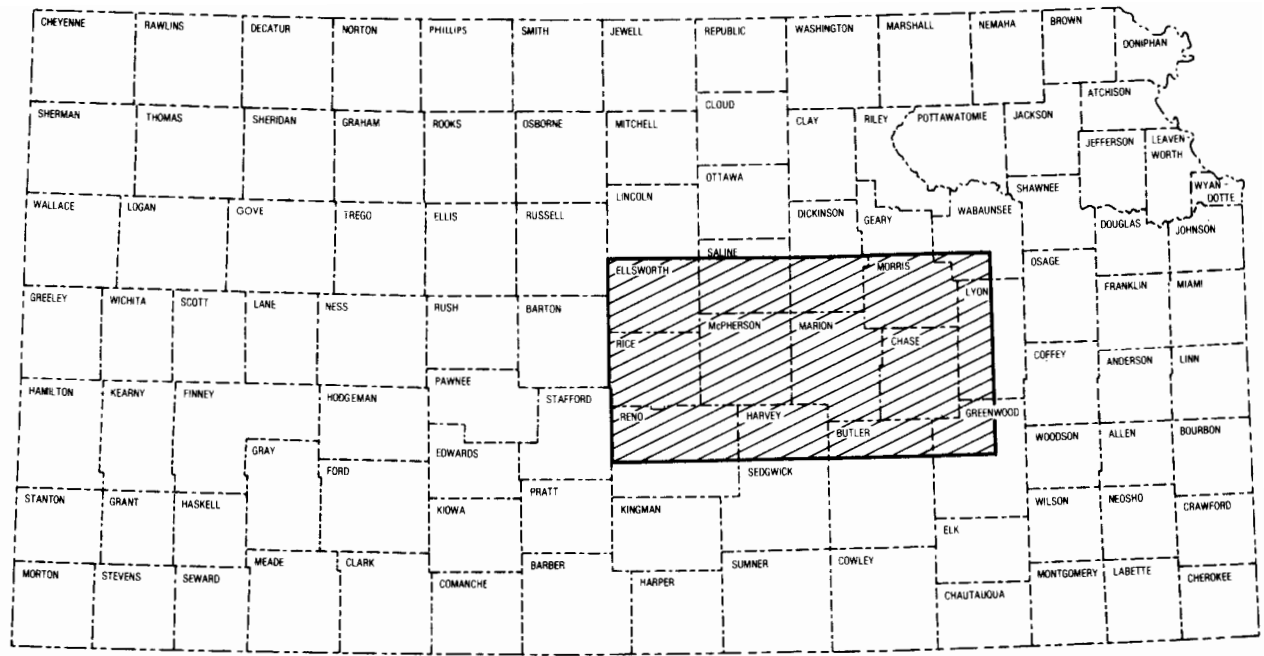 CHEYENNE
RAWLINS
DECATUR
NORTON
PHILLIPS
SMITH
JEWELL
REPUBLIC
WASHINGTON
MARSHALL
NEMAHA
BROWN
DONIPHAN
ATCHISON
SHERMAN
THOMAS
SHERIDAN
GRAHAM
ROOKS
OSBORNE
MITCHELL
CLOUD
CLAY
RILEY
POTTAWATOMIE
JACKSON
JEFFERSON
LEAVEN
WORTH
WYAN -
DOTTE
WALLACE
LOGAN
GOVE
TREGO
ELLIS
RUSSELL
LINCOLN
OTTAWA
DICKINSON
GEARY
WABAUNSEE
SHAWNEE
DOUGLAS
JOHNSON
ELLSWORTH
SALINE
MORRIS
LYON
OSAGE
FRANKLIN
MIAMI
GREELEY
WICHITA
SCOTT
LANE
NESS
RUSH
BARTON
RICE
McPHERSON
MARION
CHASE
COFFEY
ANDERSON
LINN
HAMILTON
KEARNY
FINNEY
HODGEMAN
PAWNEE
STAFFORD
RENO
HARVEY
BUTLER
GREENWOOD
WOODSON
ALLEN
BOURBON
GRAY
FORD
EDWARDS
PRATT
SEDGWICK
STANTON
GRANT
HASKELL
KIOWA
KINGMAN
ELK
WILSON
NEOSHO
CRAWFORD
MORTON
STEVENS
SEWARD
MEADE
CLARK
COMANCHE
BARBER
HARPER
SUMNER
COWLEY
CHAUTAUQUA
MONTGOMERY
LABETTE
CHEROKEE